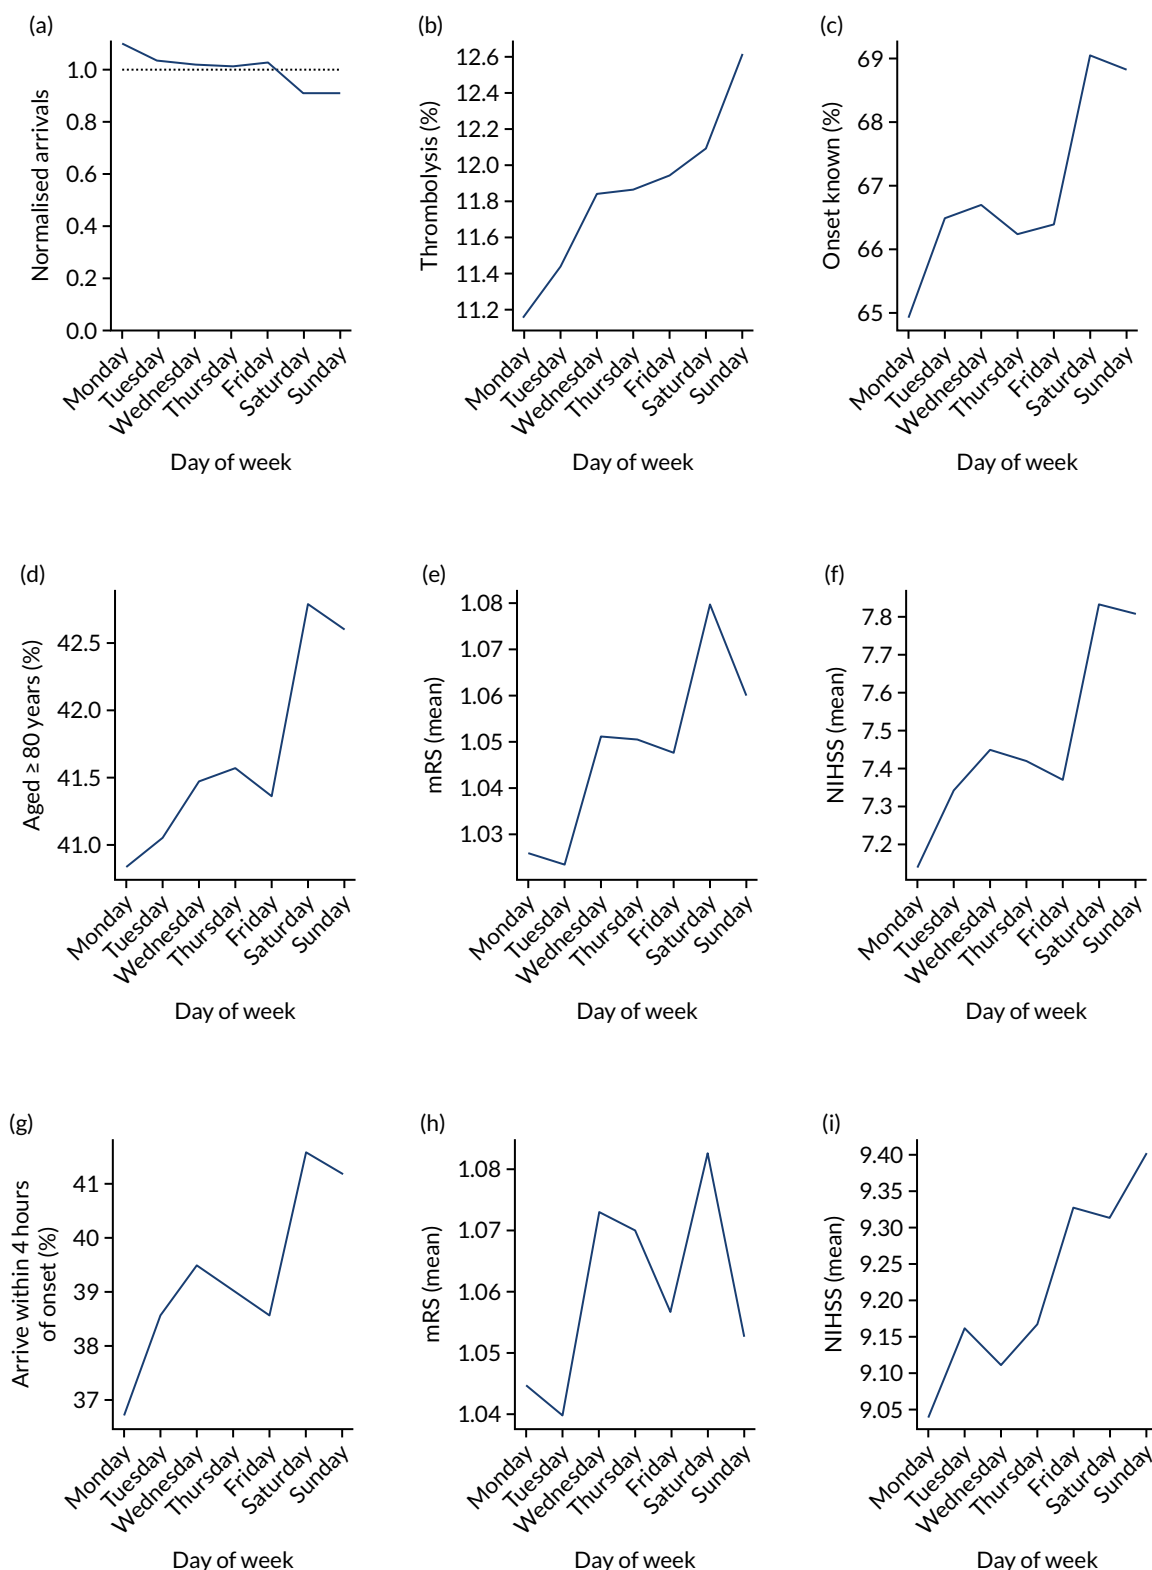 (a)
Normalised arrivals
1.0
0.8
0.6
0.4
0.2
0.0
Monday
Tuesday
Wednesday
Thursday
Friday
Saturday
Sunday
Day of week
(b)
Thrombolysis (%)
12.6
12.4
12.2
12.0
11.8
11.6
11.4
11.2
Monday
Tuesday
Wednesday
Thursday
Friday
Saturday
Sunday
Day of week
(c)
Onset known (%)
69
68
67
66
65
Monday
Tuesday
Wednesday
Thursday
Friday
Saturday
Sunday
Day of week
(d)
Aged ≥ 80 years (%)
42.5
42.0
41.5
41.0
Monday
Tuesday
Wednesday
Thursday
Friday
Saturday
Sunday
Day of week
(e)
mRS (mean)
1.08
1.07
1.06
1.05
1.04
1.03
Monday
Tuesday
Wednesday
Thursday
Friday
Saturday
Sunday
Day of week
(f)
NIHSS (mean)
7.8
7.7
7.6
7.5
7.4
7.3
7.2
Monday
Tuesday
Wednesday
Thursday
Friday
Saturday
Sunday
Day of week
(g)
Arrive within 4 hours
of onset (%)
41
40
39
38
37
Monday
Tuesday
Wednesday
Thursday
Friday
Saturday
Sunday
Day of week
(h)
mRS (mean)
1.08
1.07
1.06
1.05
1.04
Monday
Tuesday
Wednesday
Thursday
Friday
Saturday
Sunday
Day of week
(i)
NIHSS (mean)
9.40
9.35
9.30
9.25
9.20
9.15
9.10
9.05
Monday
Tuesday
Wednesday
Thursday
Friday
Saturday
Sunday
Day of week